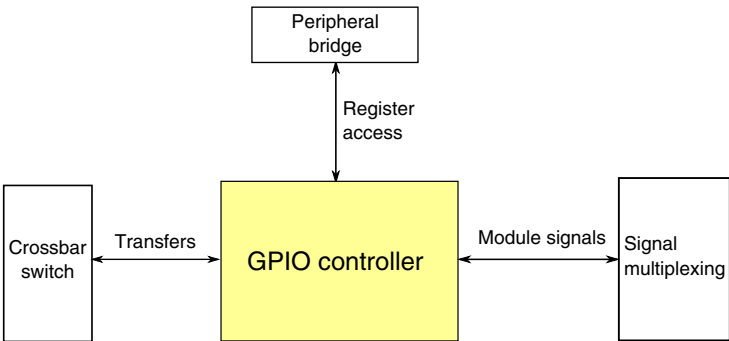 Peripheral
bridge
Register
access
Crossbar
switch
Transfers
GPIO controller
Module signals
Signal
multiplexing